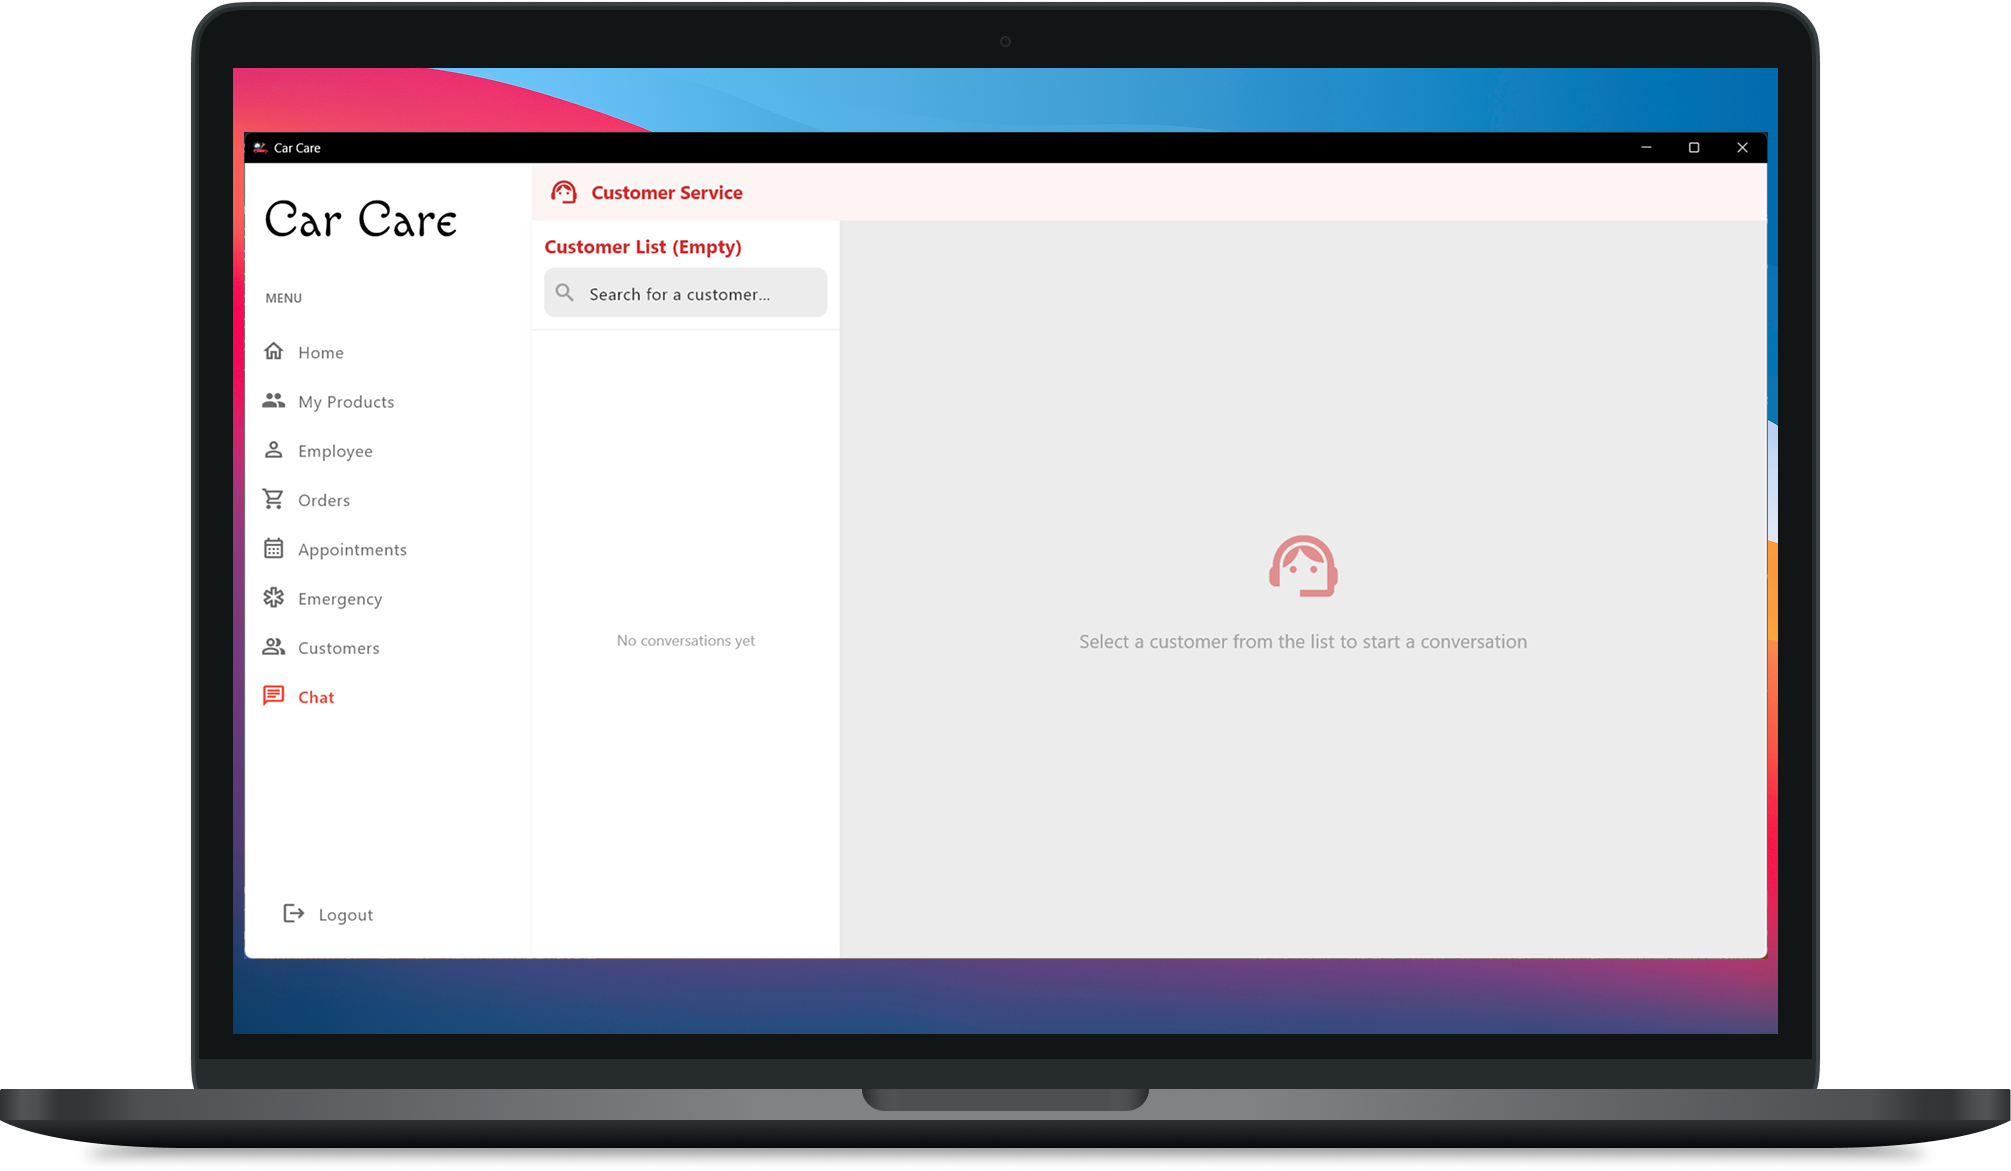 Car Care
Car Care
MENU
Home
My Products
Employee
Orders
Appointments
Emergency
Customers
Chat
Logout
Customer Service
Customer List (Empty)
Search for a customer...
No conversations yet
Select a customer from the list to start a conversation